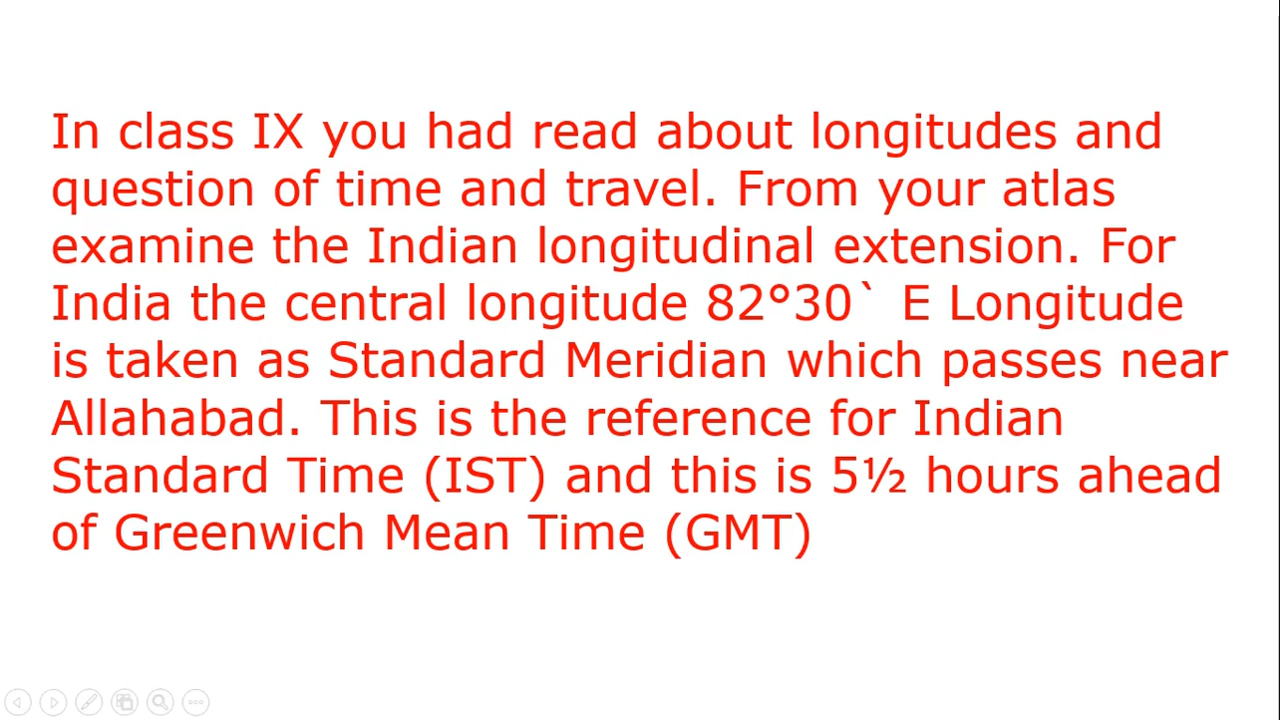 In class IX you had read about longitudes and
question of time and travel. From your atlas
examine the Indian longitudinal extension. For
India the central longitude 82°30` E Longitude
is taken as Standard Meridian which passes near
Allahabad. This is the reference for Indian
Standard Time (IST) and this is 5½ hours ahead
of Greenwich Mean Time (GMT)